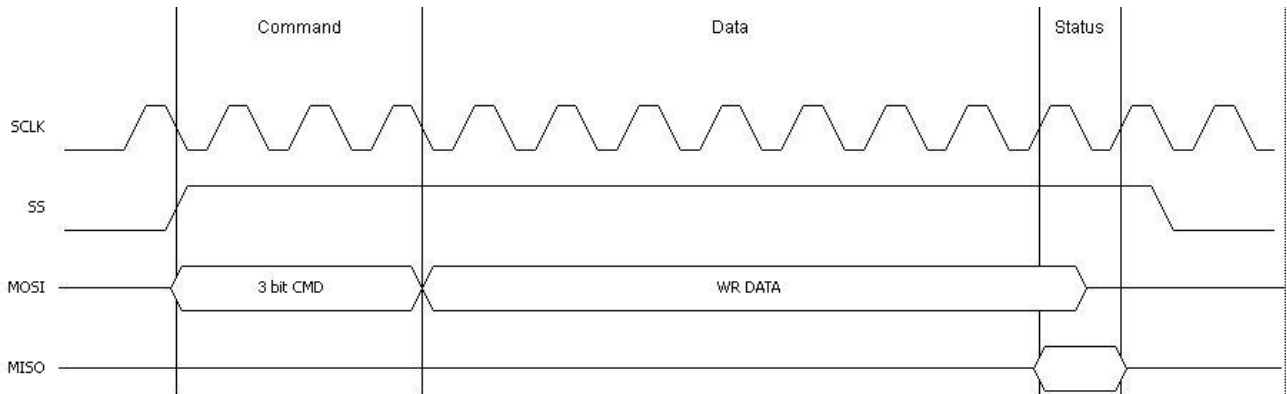 Command Data Status
SCLK
SS
MOSI 3 bit CMD WR DATA
MISO